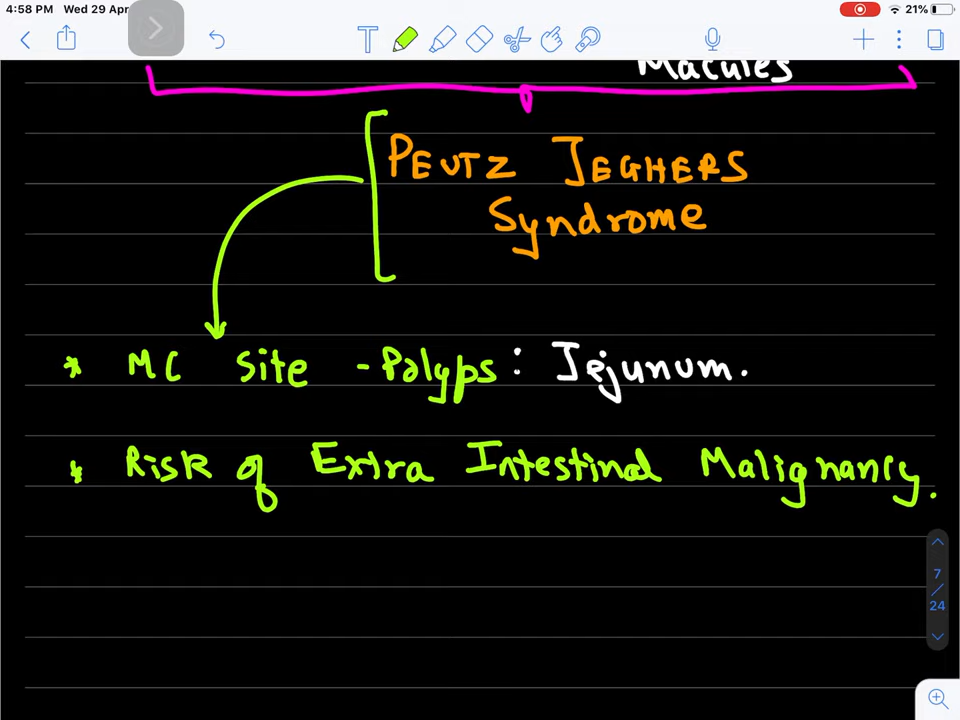 4:58 PM Wed 29 Apr
21%
Macules
PEUTZ JEGHERS
Syndrome
* MC Site - Polyps : Jejunum.
* Risk of Extra Intestinal Malignancy.
7
/
24